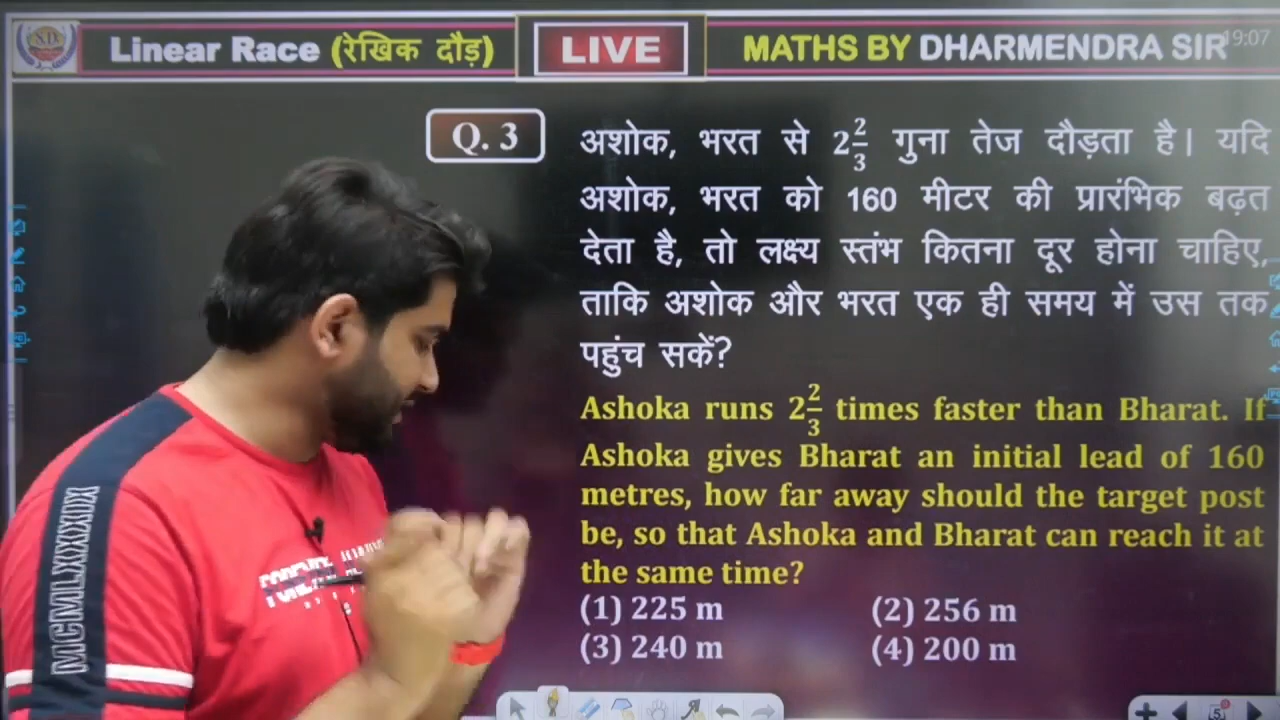 Linear Race (रेखिक दौड़)
LIVE
MATHS BY DHARMENDRA SIR
19:07
Q. 3
अशोक, भरत से 2 2/3 गुना तेज दौड़ता है। यदि
अशोक, भरत को 160 मीटर की प्रारंभिक बढ़त
देता है, तो लक्ष्य स्तंभ कितना दूर होना चाहिए,
ताकि अशोक और भरत एक ही समय में उस तक
पहुंच सकें?
Ashoka runs 2 2/3 times faster than Bharat. If
Ashoka gives Bharat an initial lead of 160
metres, how far away should the target post
be, so that Ashoka and Bharat can reach it at
the same time?
(1) 225 m (2) 256 m
(3) 240 m (4) 200 m
MCMLXXXIX